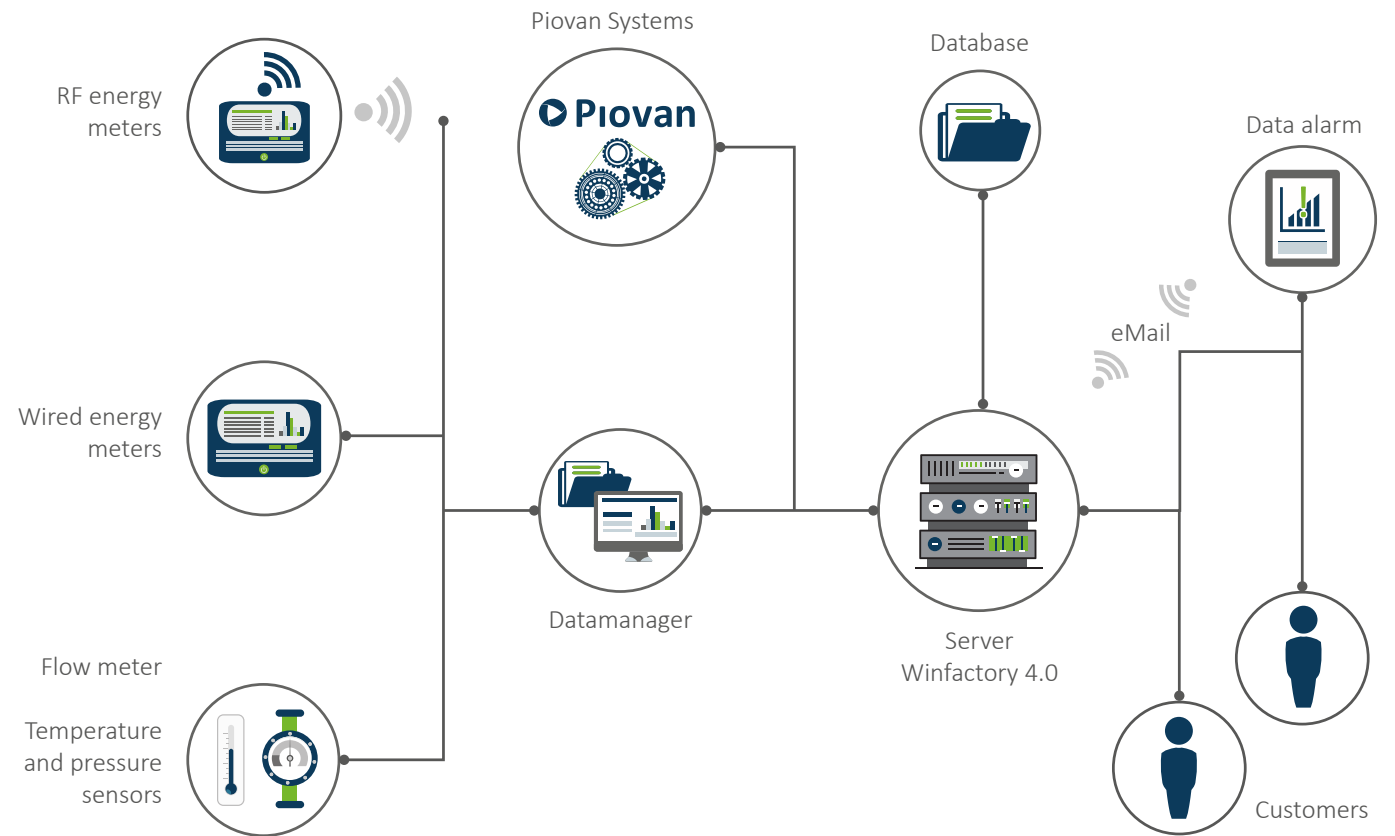 Piovan Systems
Database
RF energy
meters
Piovan
Data alarm
eMail
Wired energy
meters
Datamanager
Server
Winfactory 4.0
Flow meter
Temperature
and pressure
sensors
Customers